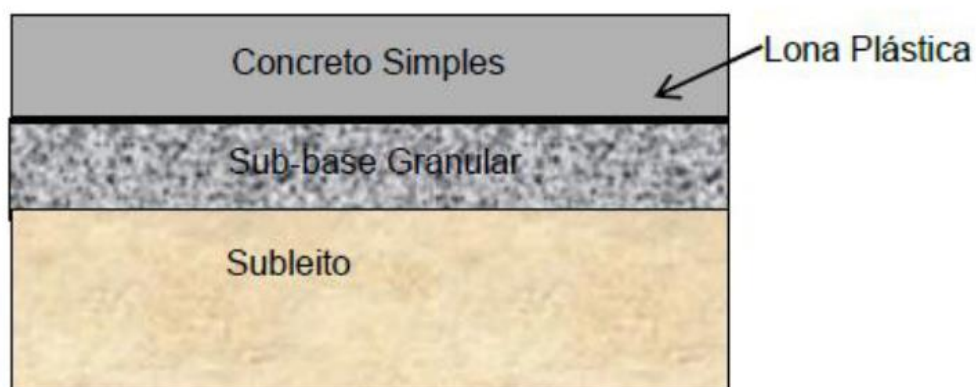 Concreto Simples
Lona Plástica
Sub-base Granular
Subleito